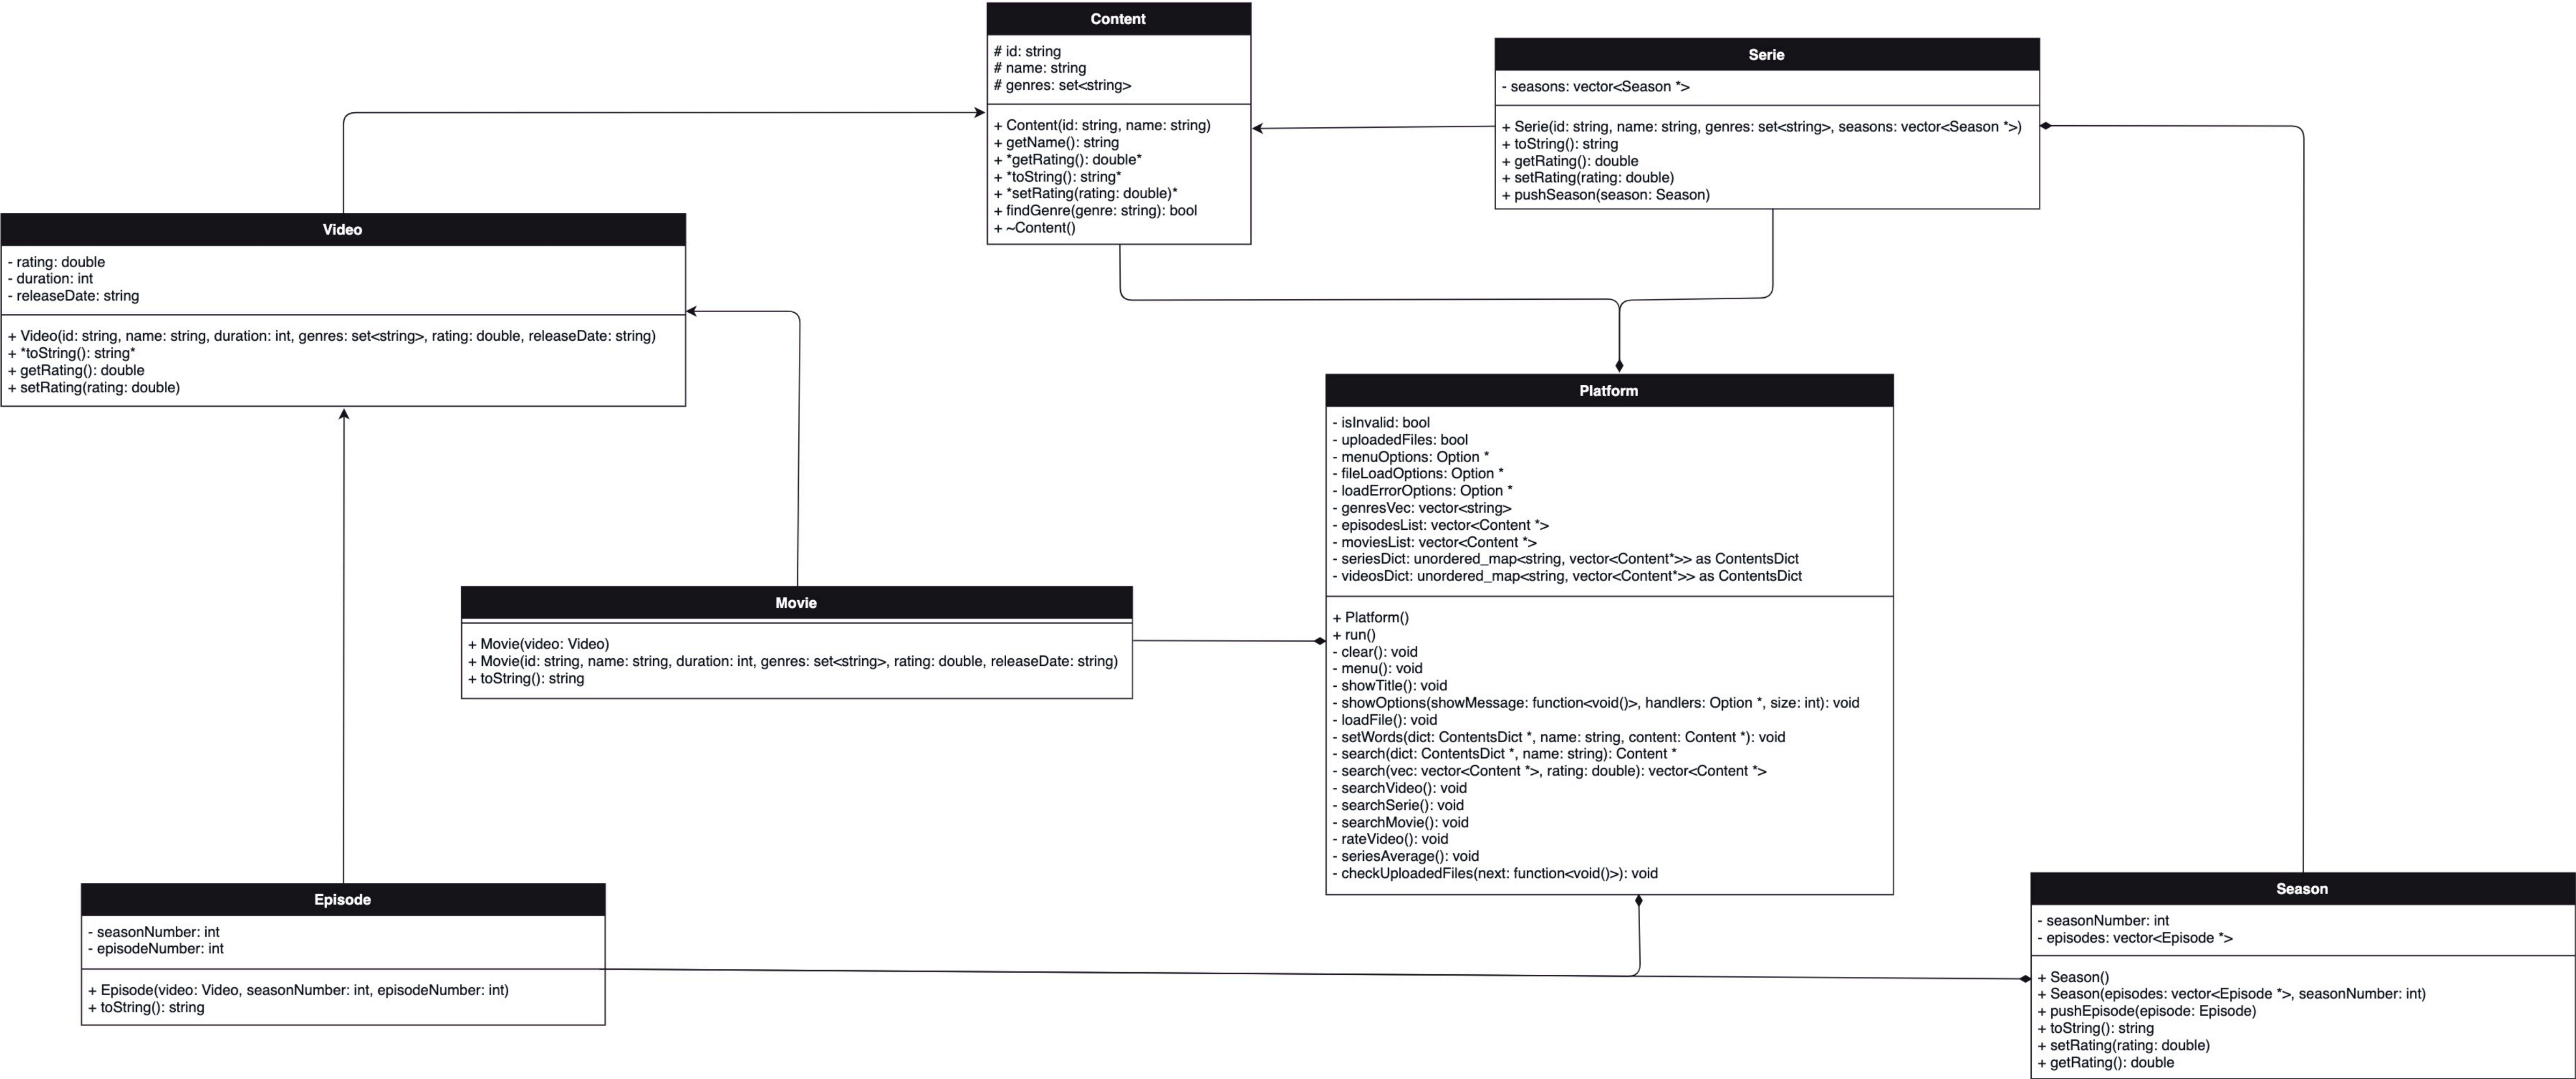 Content
# id: string
# name: string
# genres: set<string>
+ Content(id: string, name: string)
+ getName(): string
+ *getRating(): double*
+ *toString(): string*
+ *setRating(rating: double)*
+ findGenre(genre: string): bool
+ ~Content()
Serie
- seasons: vector<Season *>
+ Serie(id: string, name: string, genres: set<string>, seasons: vector<Season *>)
+ toString(): string
+ getRating(): double
+ setRating(rating: double)
+ pushSeason(season: Season)
Video
- rating: double
- duration: int
- releaseDate: string
+ Video(id: string, name: string, duration: int, genres: set<string>, rating: double, releaseDate: string)
+ *toString(): string*
+ getRating(): double
+ setRating(rating: double)
Platform
- isInvalid: bool
- uploadedFiles: bool
- menuOptions: Option *
- fileLoadOptions: Option *
- loadErrorOptions: Option *
- genresVec: vector<string>
- episodesList: vector<Content *>
- moviesList: vector<Content *>
- seriesDict: unordered_map<string, vector<Content*>> as ContentsDict
- videosDict: unordered_map<string, vector<Content*>> as ContentsDict
+ Platform()
+ run()
- clear(): void
- menu(): void
- showTitle(): void
- showOptions(showMessage: function<void()>, handlers: Option *, size: int): void
- loadFile(): void
- setWords(dict: ContentsDict *, name: string, content: Content *): void
- search(dict: ContentsDict *, name: string): Content *
- search(vec: vector<Content *>, rating: double): vector<Content *>
- searchVideo(): void
- searchSerie(): void
- searchMovie(): void
- rateVideo(): void
- seriesAverage(): void
- checkUploadedFiles(next: function<void()>): void
Movie
+ Movie(video: Video)
+ Movie(id: string, name: string, duration: int, genres: set<string>, rating: double, releaseDate: string)
+ toString(): string
Episode
- seasonNumber: int
- episodeNumber: int
+ Episode(video: Video, seasonNumber: int, episodeNumber: int)
+ toString(): string
Season
- seasonNumber: int
- episodes: vector<Episode *>
+ Season()
+ Season(episodes: vector<Episode *>, seasonNumber: int)
+ pushEpisode(episode: Episode)
+ toString(): string
+ setRating(rating: double)
+ getRating(): double